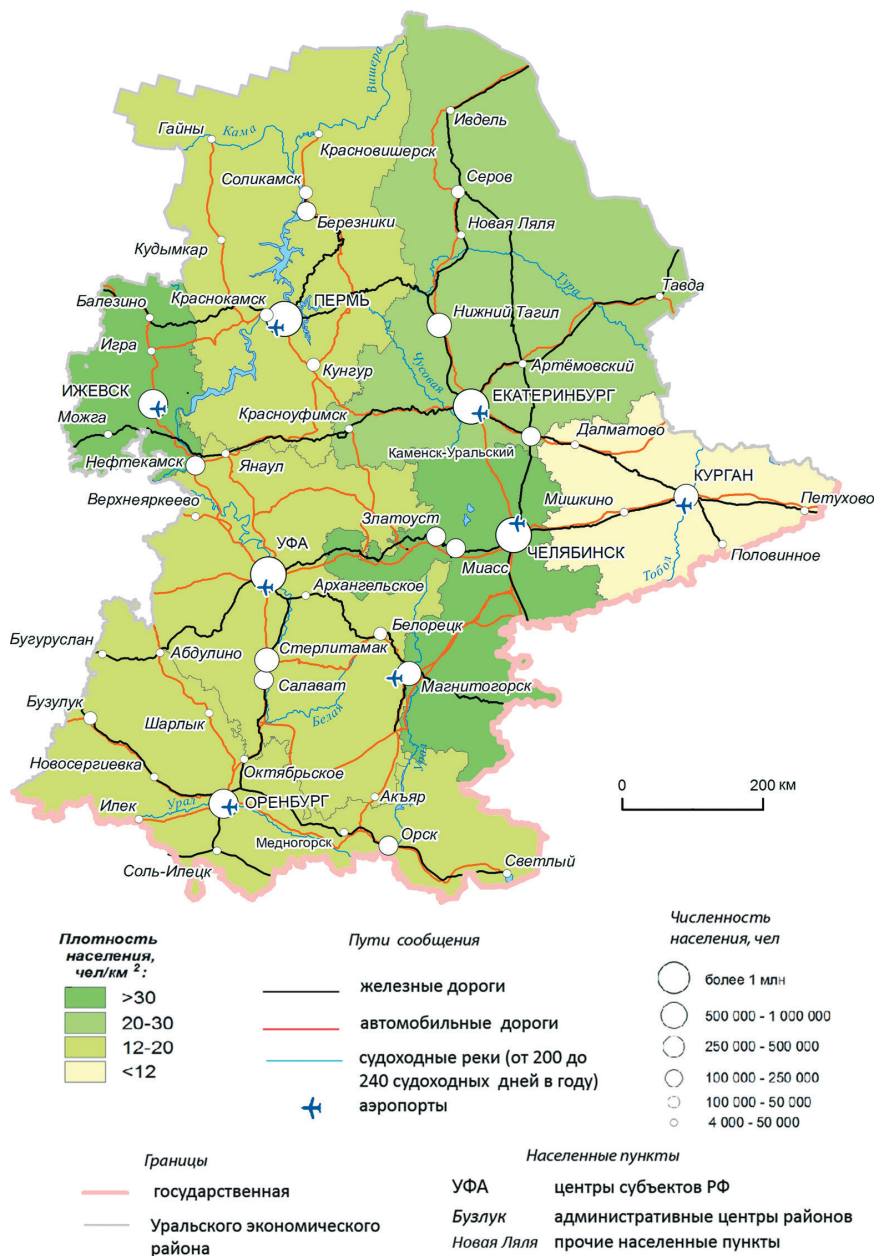 Вишера
Ивдель
Гайны
Кама
Красновишерск
Соликамск
Серов
Березники
Новая Ляля
Кудымкар
Тура
Тавда
Балезино
Краснокамск
ПЕРМЬ
Нижний Тагил
Игра
Чусовая
Артёмовский
Кунгур
ИЖЕВСК
ЕКАТЕРИНБУРГ
Можга
Красноуфимск
Далматово
Каменск-Уральский
Нефтекамск
Янаул
КУРГАН
Верхнеяркеево
Мишкино
Петухово
Златоуст
УФА
ЧЕЛЯБИНСК
Половинное
Миасс
Тобол
Архангельское
Белорецк
Бугуруслан
Абдулино
Стерлитамак
Салават
Магнитогорск
Бузулук
Белая
Шарлык
Урал
Новосергиевка
Октябрьское
0 200 км
Илек
Урал
ОРЕНБУРГ
Акъяр
Медногорск
Орск
Соль-Илецк
Светлый
Плотность
населения,
чел/км 2:
>30
20-30
12-20
<12
Пути сообщения
железные дороги
автомобильные дороги
судоходные реки (от 200 до
240 судоходных дней в году)
аэропорты
Численность
населения, чел
более 1 млн
500 000 - 1 000 000
250 000 - 500 000
100 000 - 250 000
100 000 - 50 000
4 000 - 50 000
Границы
государственная
Уральского экономического
района
Населенные пункты
УФА центры субъектов РФ
Бузлук административные центры районов
Новая Ляля прочие населенные пункты